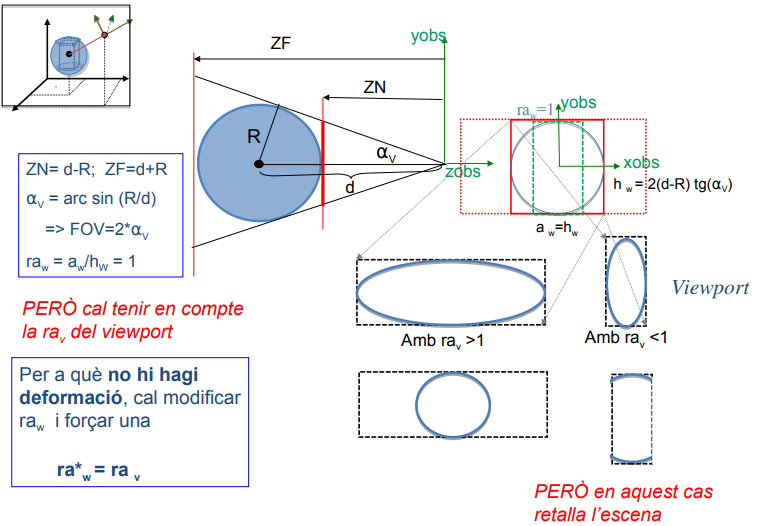 ZF
yobs
ZN
R
αV
d
zobs
raw=1
yobs
xobs
h w = 2(d-R) tg(αV)
a w=hw
ZN= d-R; ZF=d+R
αV = arc sin (R/d)
=> FOV=2*αV
raw = aw/hW = 1
PERÒ cal tenir en compte
la rav del viewport
Viewport
Amb rav >1
Amb rav <1
Per a què no hi hagi
deformació, cal modificar
raw i forçar una
ra*w = ra v
PERÒ en aquest cas
retalla l’escena